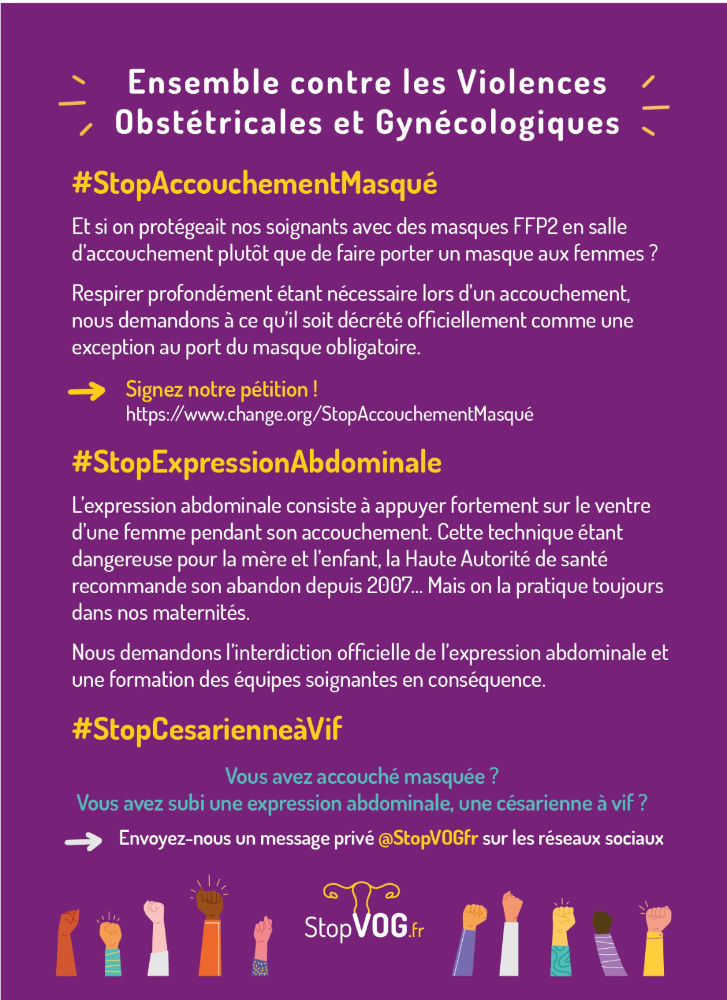 Ensemble contre les Violences
Obstétricales et Gynécologiques
#StopAccouchementMasqué
Et si on protégeait nos soignants avec des masques FFP2 en salle
d'accouchement plutôt que de faire porter un masque aux femmes ?
Respirer profondément étant nécessaire lors d'un accouchement,
nous demandons à ce qu'il soit décrété officiellement comme une
exception au port du masque obligatoire.
Signez notre pétition !
https://www.change.org/StopAccouchementMasqué
#StopExpressionAbdominale
L'expression abdominale consiste à appuyer fortement sur le ventre
d'une femme pendant son accouchement. Cette technique étant
dangereuse pour la mère et l'enfant, la Haute Autorité de santé
recommande son abandon depuis 2007... Mais on la pratique toujours
dans nos maternités.
Nous demandons l'interdiction officielle de l'expression abdominale et
une formation des équipes soignantes en conséquence.
#StopCesarienneàVif
Vous avez accouché masquée ?
Vous avez subi une expression abdominale, une césarienne à vif ?
Envoyez-nous un message privé @StopVOGfr sur les réseaux sociaux
StopVOG.fr